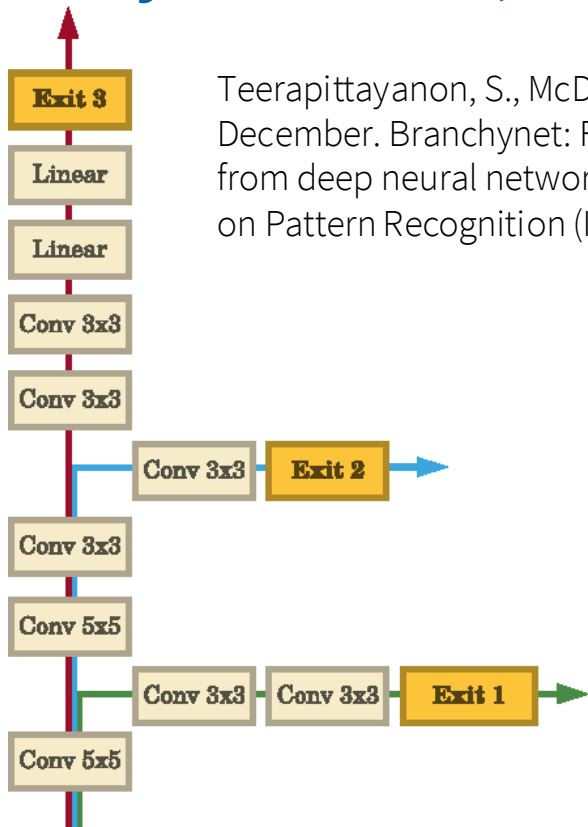 Exit 3
Linear
Linear
Conv 3x3
Conv 3x3
Conv 3x3 Exit 2
Conv 3x3
Conv 5x5
Conv 3x3 Conv 3x3 Exit 1
Conv 5x5
Teerapittayanon, S., McD
December. Branchynet: F
from deep neural networ
on Pattern Recognition (I